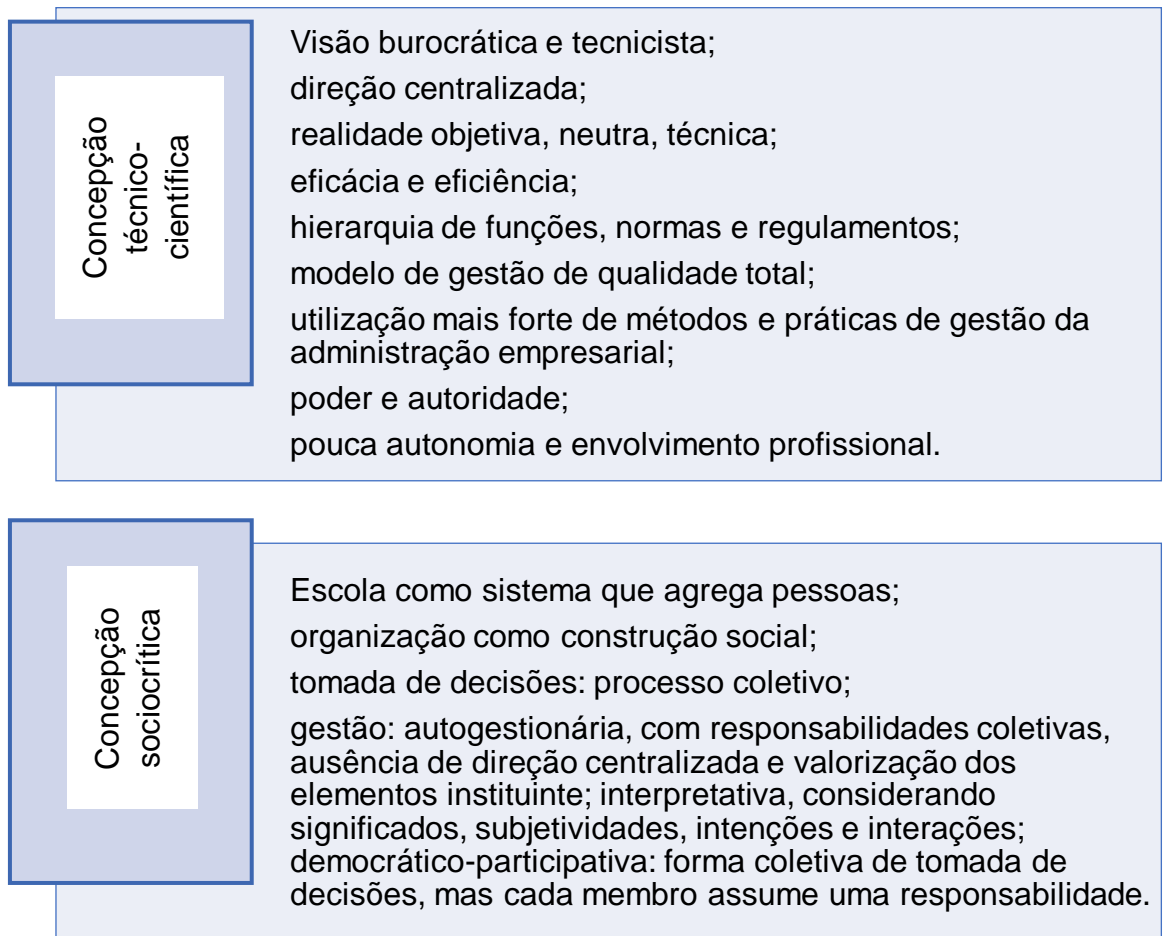 Concepção
técnico-
científica
Visão burocrática e tecnicista;
direção centralizada;
realidade objetiva, neutra, técnica;
eficácia e eficiência;
hierarquia de funções, normas e regulamentos;
modelo de gestão de qualidade total;
utilização mais forte de métodos e práticas de gestão da
administração empresarial;
poder e autoridade;
pouca autonomia e envolvimento profissional.
Concepção
sociocrítica
Escola como sistema que agrega pessoas;
organização como construção social;
tomada de decisões: processo coletivo;
gestão: autogestionária, com responsabilidades coletivas,
ausência de direção centralizada e valorização dos
elementos instituinte; interpretativa, considerando
significados, subjetividades, intenções e interações;
democrático-participativa: forma coletiva de tomada de
decisões, mas cada membro assume uma responsabilidade.